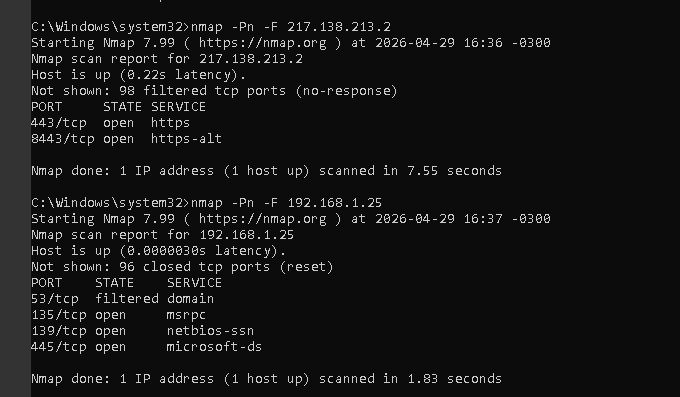 C:\Windows\system32>nmap -Pn -F 217.138.213.2
Starting Nmap 7.99 ( https://nmap.org ) at 2026-04-29 16:36 -0300
Nmap scan report for 217.138.213.2
Host is up (0.22s latency).
Not shown: 98 filtered tcp ports (no-response)
PORT     STATE SERVICE
443/tcp  open  https
8443/tcp open  https-alt
Nmap done: 1 IP address (1 host up) scanned in 7.55 seconds
C:\Windows\system32>nmap -Pn -F 192.168.1.25
Starting Nmap 7.99 ( https://nmap.org ) at 2026-04-29 16:37 -0300
Nmap scan report for 192.168.1.25
Host is up (0.0000030s latency).
Not shown: 96 closed tcp ports (reset)
PORT    STATE    SERVICE
53/tcp  filtered domain
135/tcp open     msrpc
139/tcp open     netbios-ssn
445/tcp open     microsoft-ds
Nmap done: 1 IP address (1 host up) scanned in 1.83 seconds